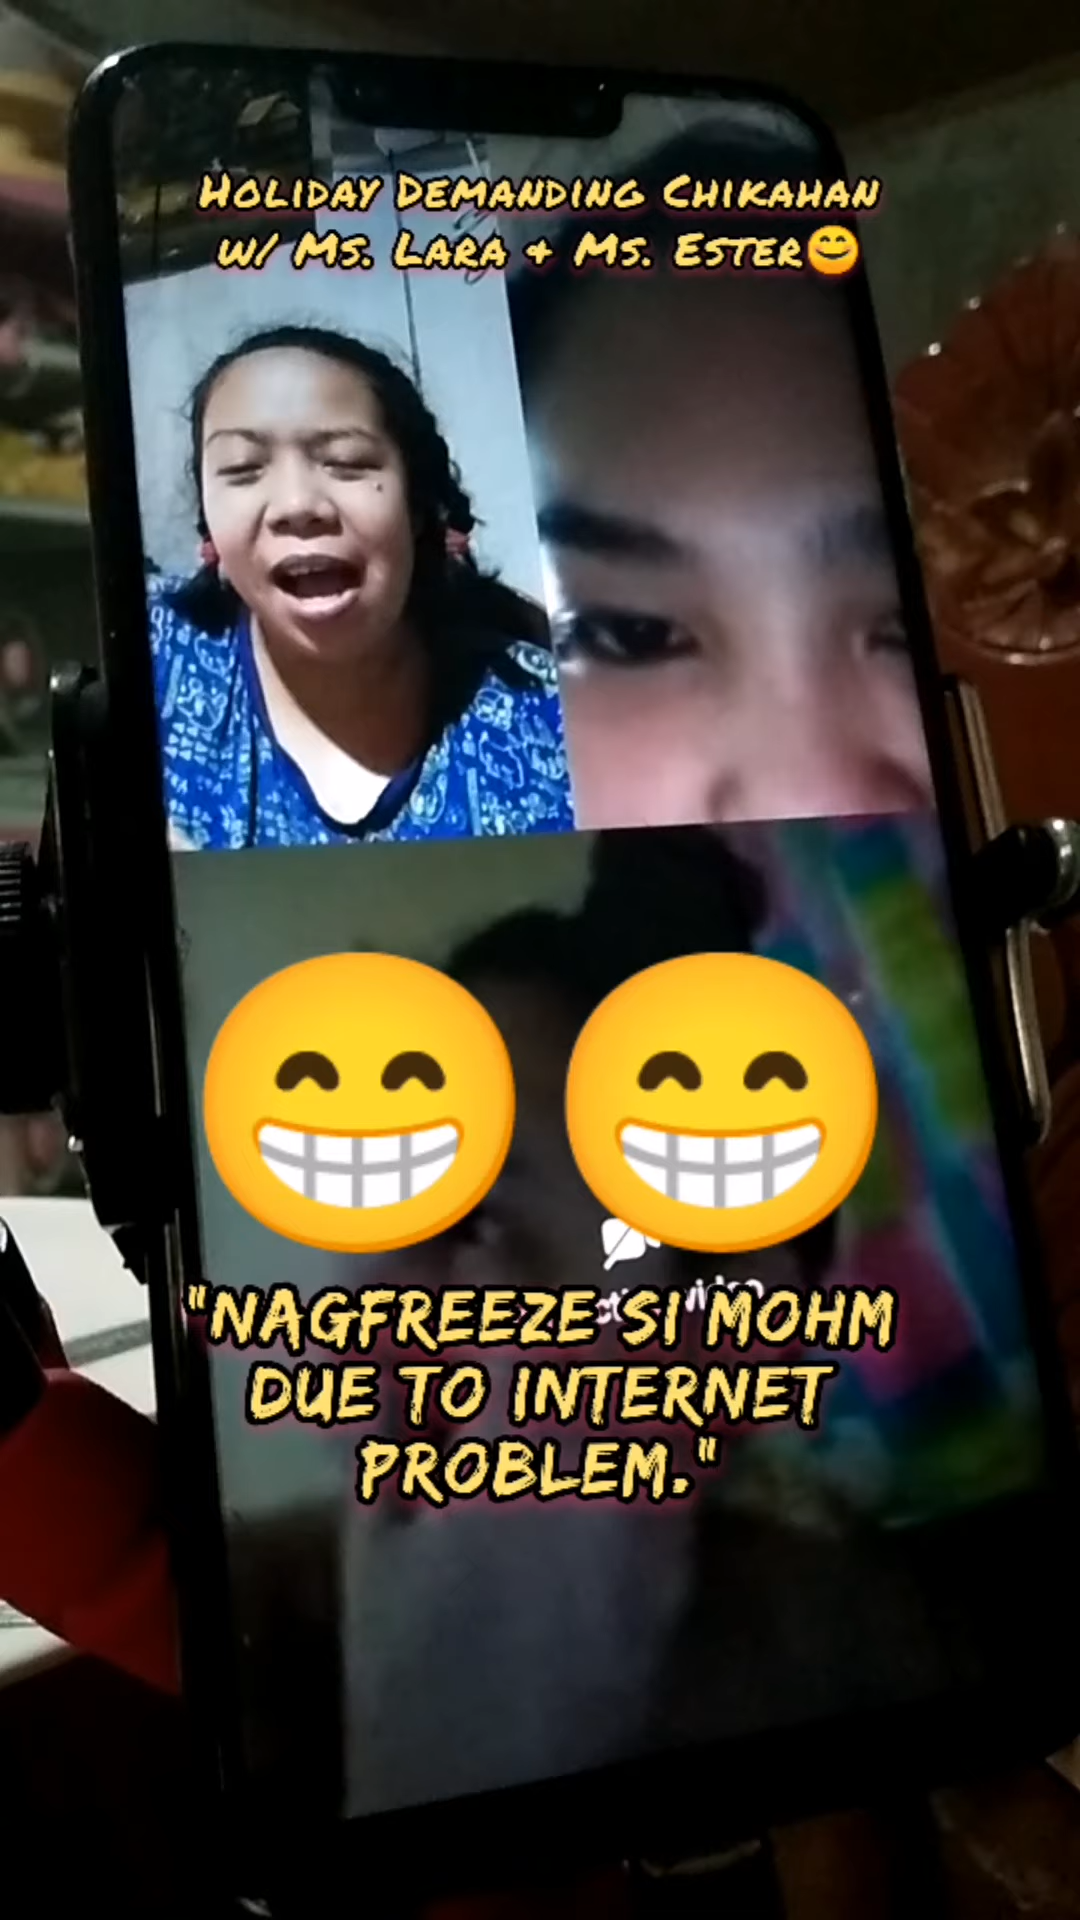 HOLIDAY DEMANDING CHIKAHAN
W/ MS. LARA & MS. ESTER😊
"NAGFREEZE SI MOHM
DUE TO INTERNET
PROBLEM."